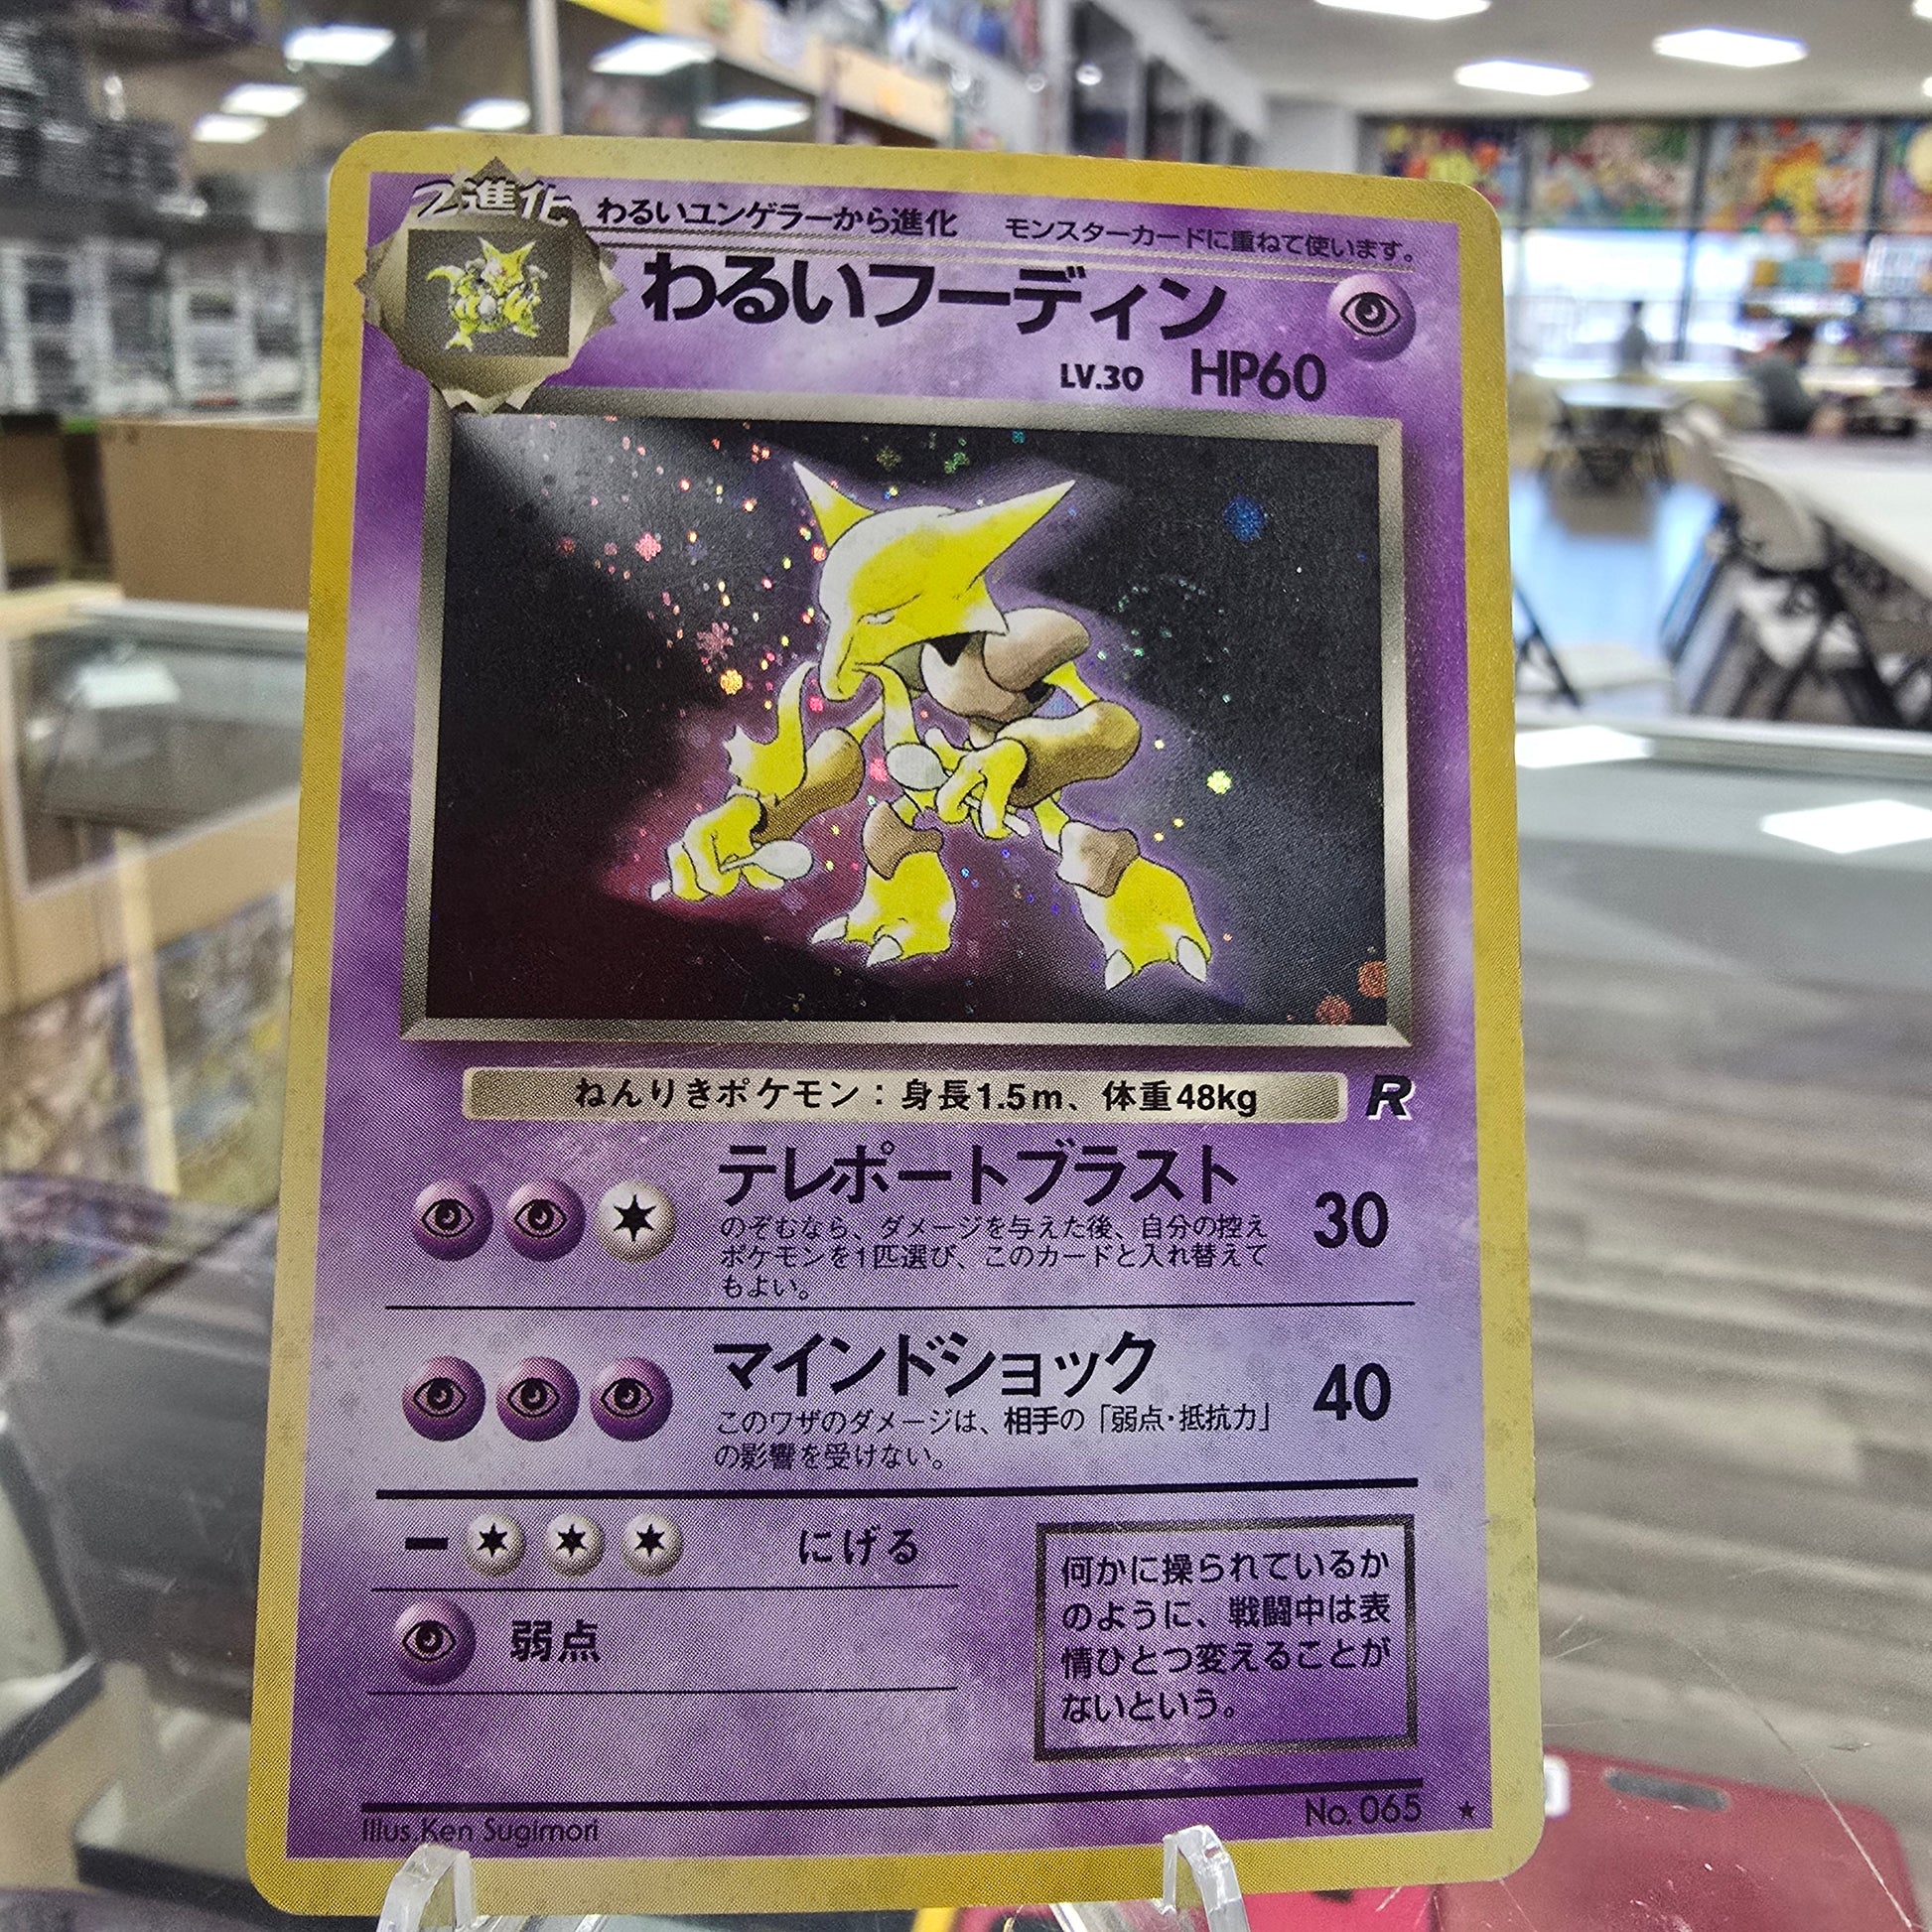 2進化 わるいユンゲラーから進化 モンスターカードに重ねて使います。
わるいフーディン
LV.30 HP60
ねんりきポケモン：身長1.5m、体重48kg R
テレポートブラスト 30
のぞむなら、ダメージを与えた後、自分の控え
ポケモンを1匹選び、このカードと入れ替えて
もよい。
マインドショック 40
このワザのダメージは、相手の「弱点・抵抗力」
の影響を受けない。
にげる
弱点
何かに操られているか
のように、戦闘中は表
情ひとつ変えることが
ないという。
Illus.Ken Sugimori
No.065 ★